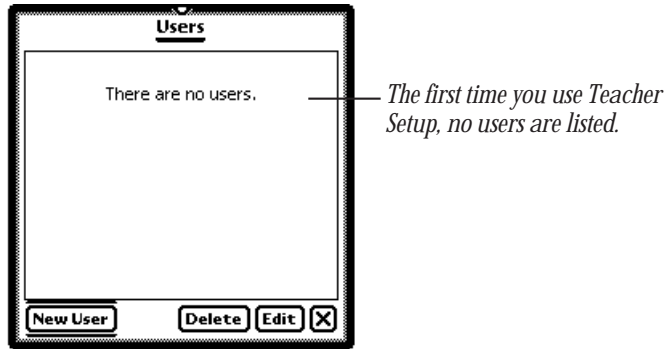 Users
There are no users.
The first time you use Teacher
Setup, no users are listed.
New User Delete Edit X